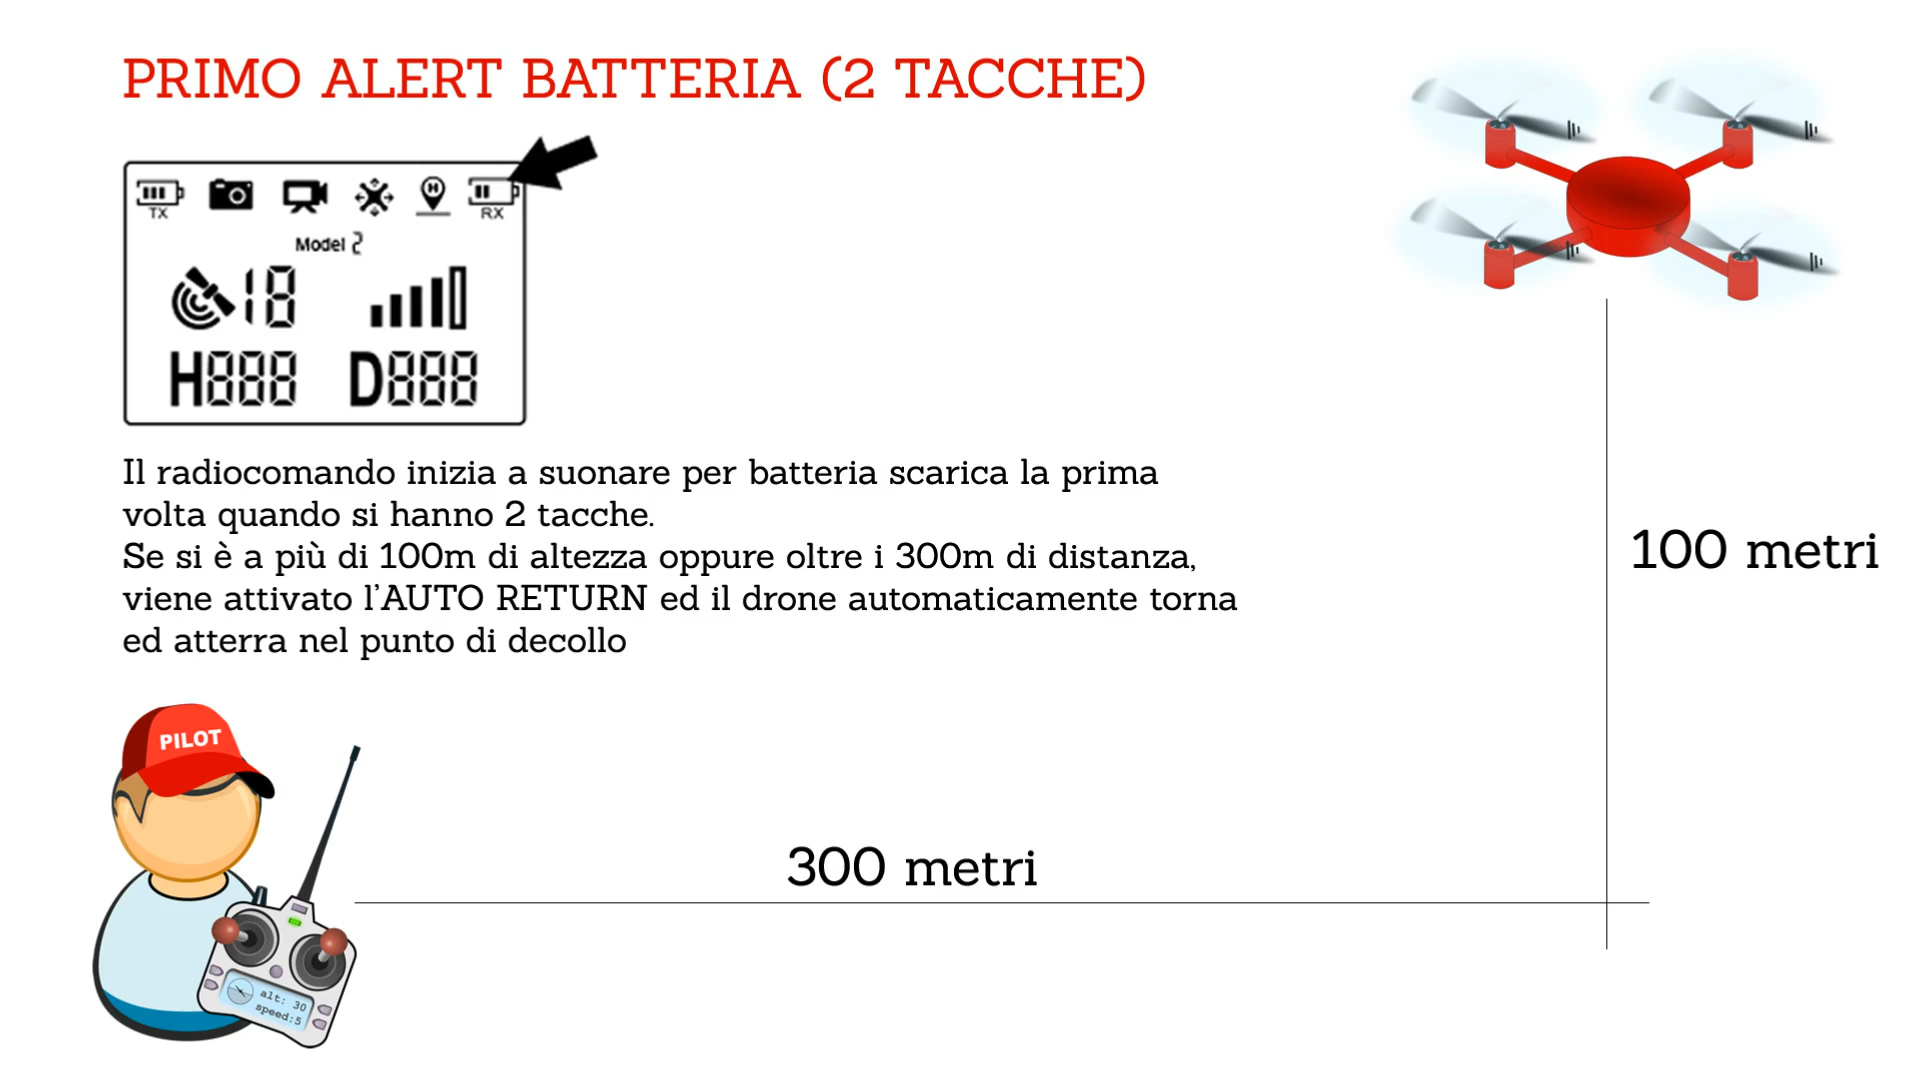 PRIMO ALERT BATTERIA (2 TACCHE)
TX
H
RX
Model 2
18
H888 D888
Il radiocomando inizia a suonare per batteria scarica la prima
volta quando si hanno 2 tacche.
Se si è a più di 100m di altezza oppure oltre i 300m di distanza,
viene attivato l’AUTO RETURN ed il drone automaticamente torna
ed atterra nel punto di decollo
100 metri
PILOT
300 metri
alt: 30
speed:5